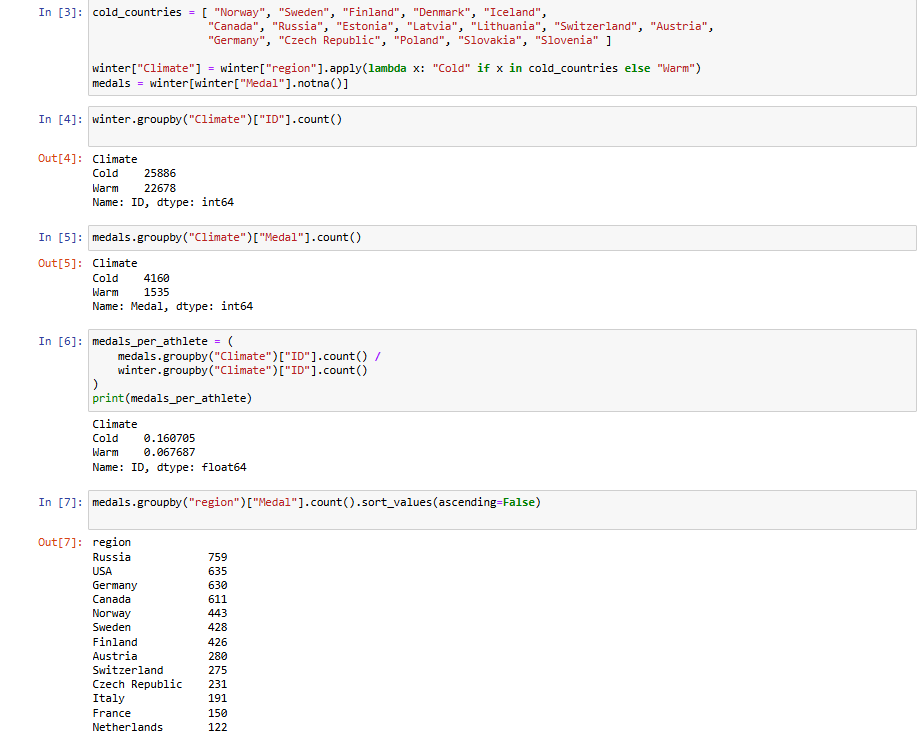 In [3]: cold_countries = [ "Norway", "Sweden", "Finland", "Denmark", "Iceland",
"Canada", "Russia", "Estonia", "Latvia", "Lithuania", "Switzerland", "Austria",
"Germany", "Czech Republic", "Poland", "Slovakia", "Slovenia" ]
winter["Climate"] = winter["region"].apply(lambda x: "Cold" if x in cold_countries else "Warm")
medals = winter[winter["Medal"].notna()]
In [4]: winter.groupby("Climate")["ID"].count()
Out[4]: Climate
Cold 25886
Warm 22678
Name: ID, dtype: int64
In [5]: medals.groupby("Climate")["Medal"].count()
Out[5]: Climate
Cold 4160
Warm 1535
Name: Medal, dtype: int64
In [6]: medals_per_athlete = (
medals.groupby("Climate")["ID"].count() /
winter.groupby("Climate")["ID"].count()
)
print(medals_per_athlete)
Climate
Cold 0.160705
Warm 0.067687
Name: ID, dtype: float64
In [7]: medals.groupby("region")["Medal"].count().sort_values(ascending=False)
Out[7]: region
Russia 759
USA 635
Germany 630
Canada 611
Norway 443
Sweden 428
Finland 426
Austria 280
Switzerland 275
Czech Republic 231
Italy 191
France 150
Netherlands 122